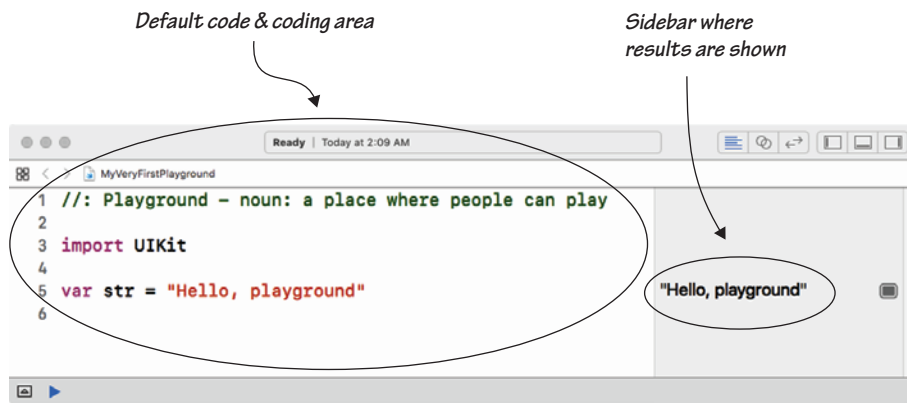 Default code & coding area
Sidebar where
results are shown
Ready | Today at 2:09 AM
MyVeryFirstPlayground
1 //: Playground – noun: a place where people can play
2
3 import UIKit
4
5 var str = "Hello, playground"
"Hello, playground"
6